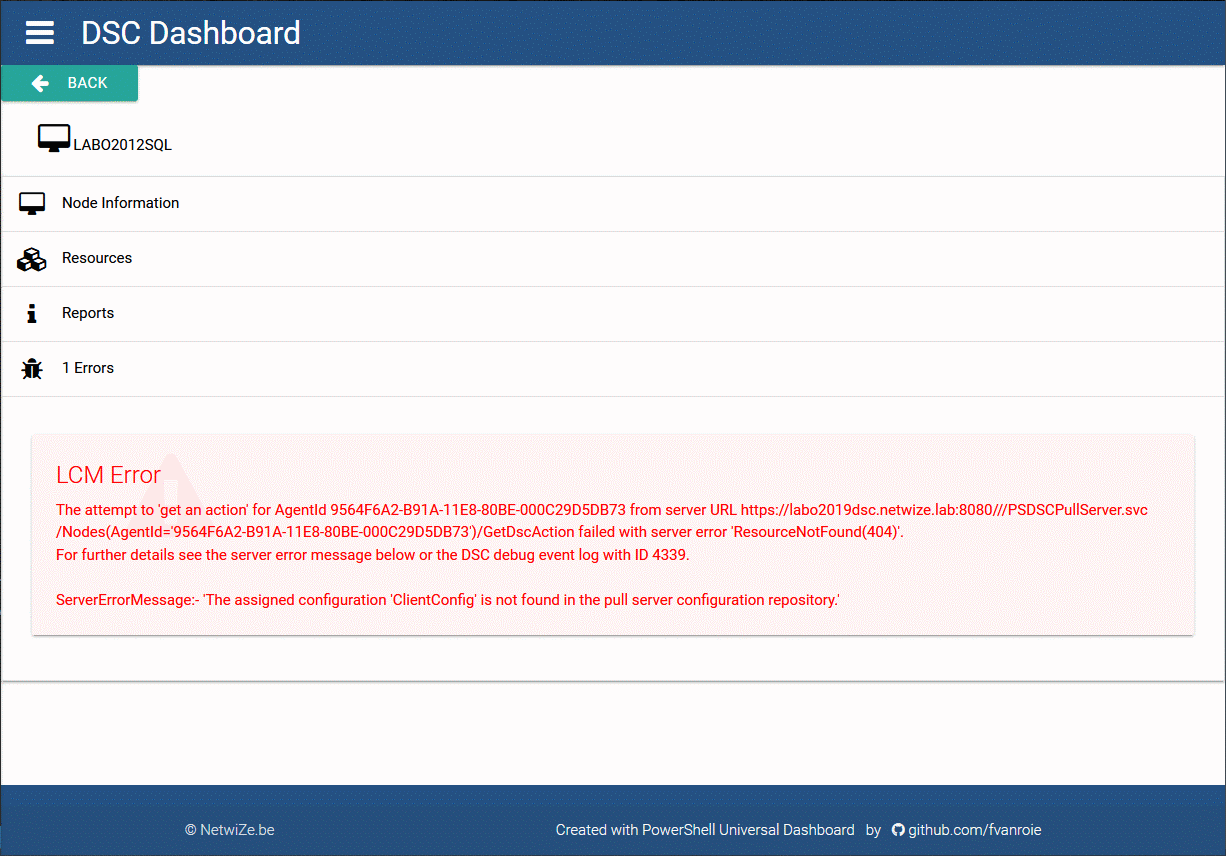 DSC Dashboard
BACK
LABO2012SQL
Node Information
Resources
Reports
1 Errors
LCM Error
The attempt to 'get an action' for AgentId 9564F6A2-B91A-11E8-80BE-000C29D5DB73 from server URL https://labo2019dsc.netwize.lab:8080///PSDSCPullServer.svc
/Nodes(AgentId='9564F6A2-B91A-11E8-80BE-000C29D5DB73')/GetDscAction failed with server error 'ResourceNotFound(404)'.
For further details see the server error message below or the DSC debug event log with ID 4339.
ServerErrorMessage:- 'The assigned configuration 'ClientConfig' is not found in the pull server configuration repository.'
© NetwiZe.be
Created with PowerShell Universal Dashboard by github.com/fvanroie